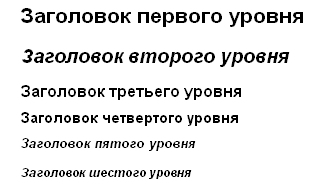 Заголовок первого уровня
Заголовок второго уровня
Заголовок третьего уровня
Заголовок четвертого уровня
Заголовок пятого уровня
Заголовок шестого уровня